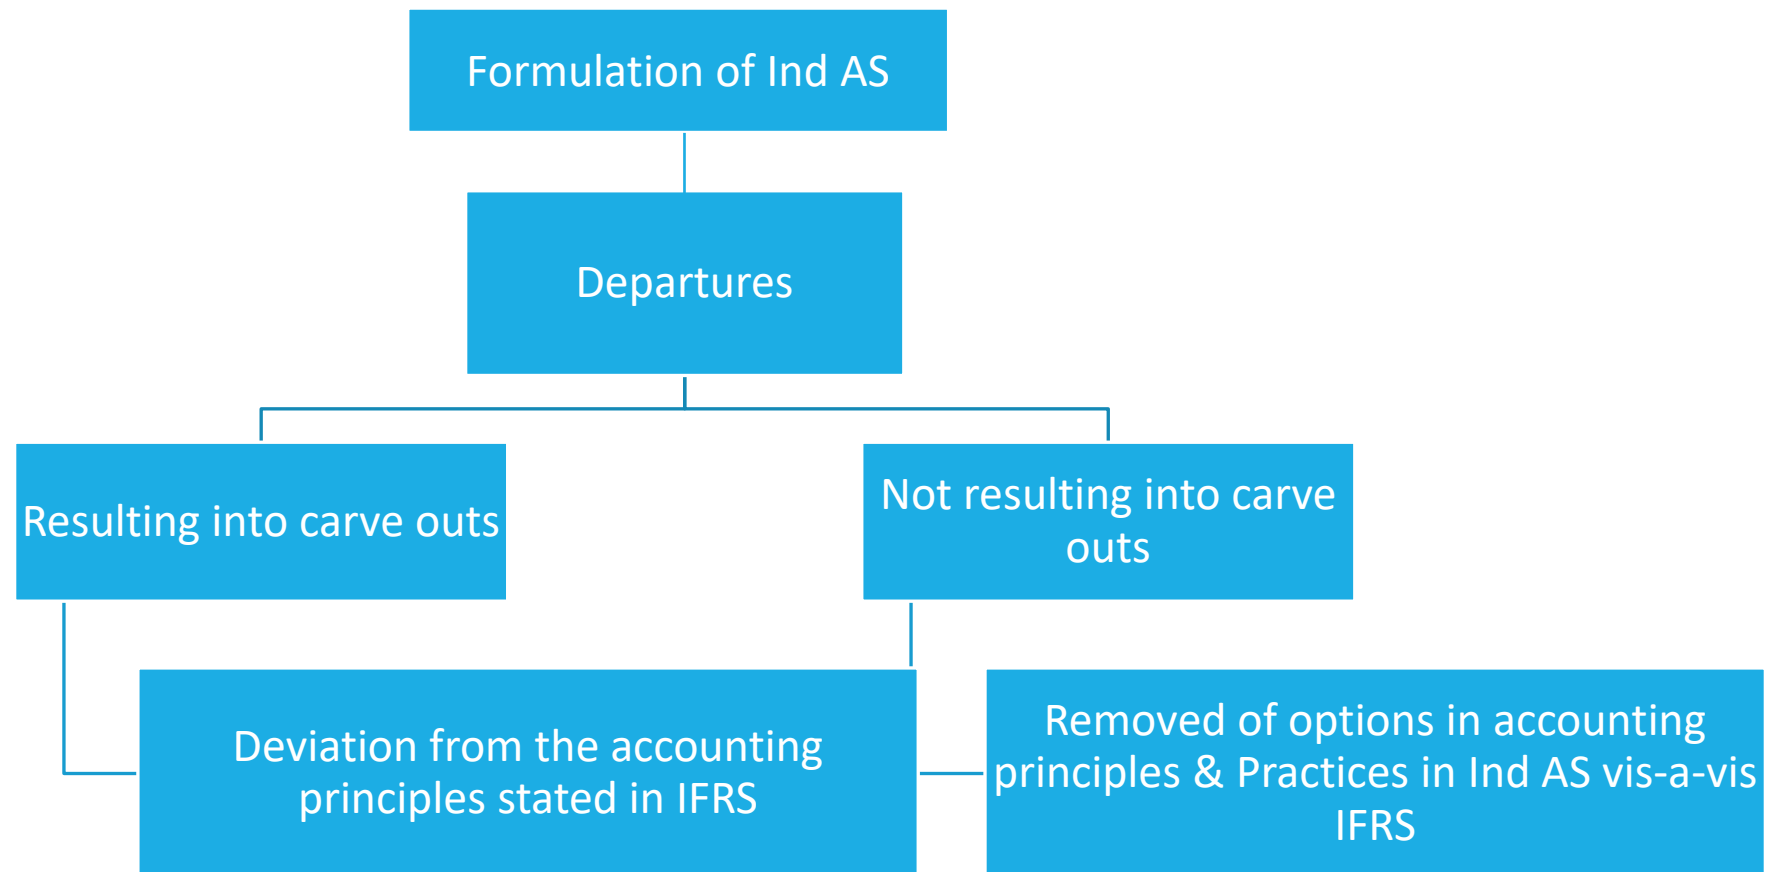 Formulation of Ind AS
Departures
Resulting into carve outs
Not resulting into carve
outs
Deviation from the accounting
principles stated in IFRS
Removed of options in accounting
principles & Practices in Ind AS vis-a-vis
IFRS